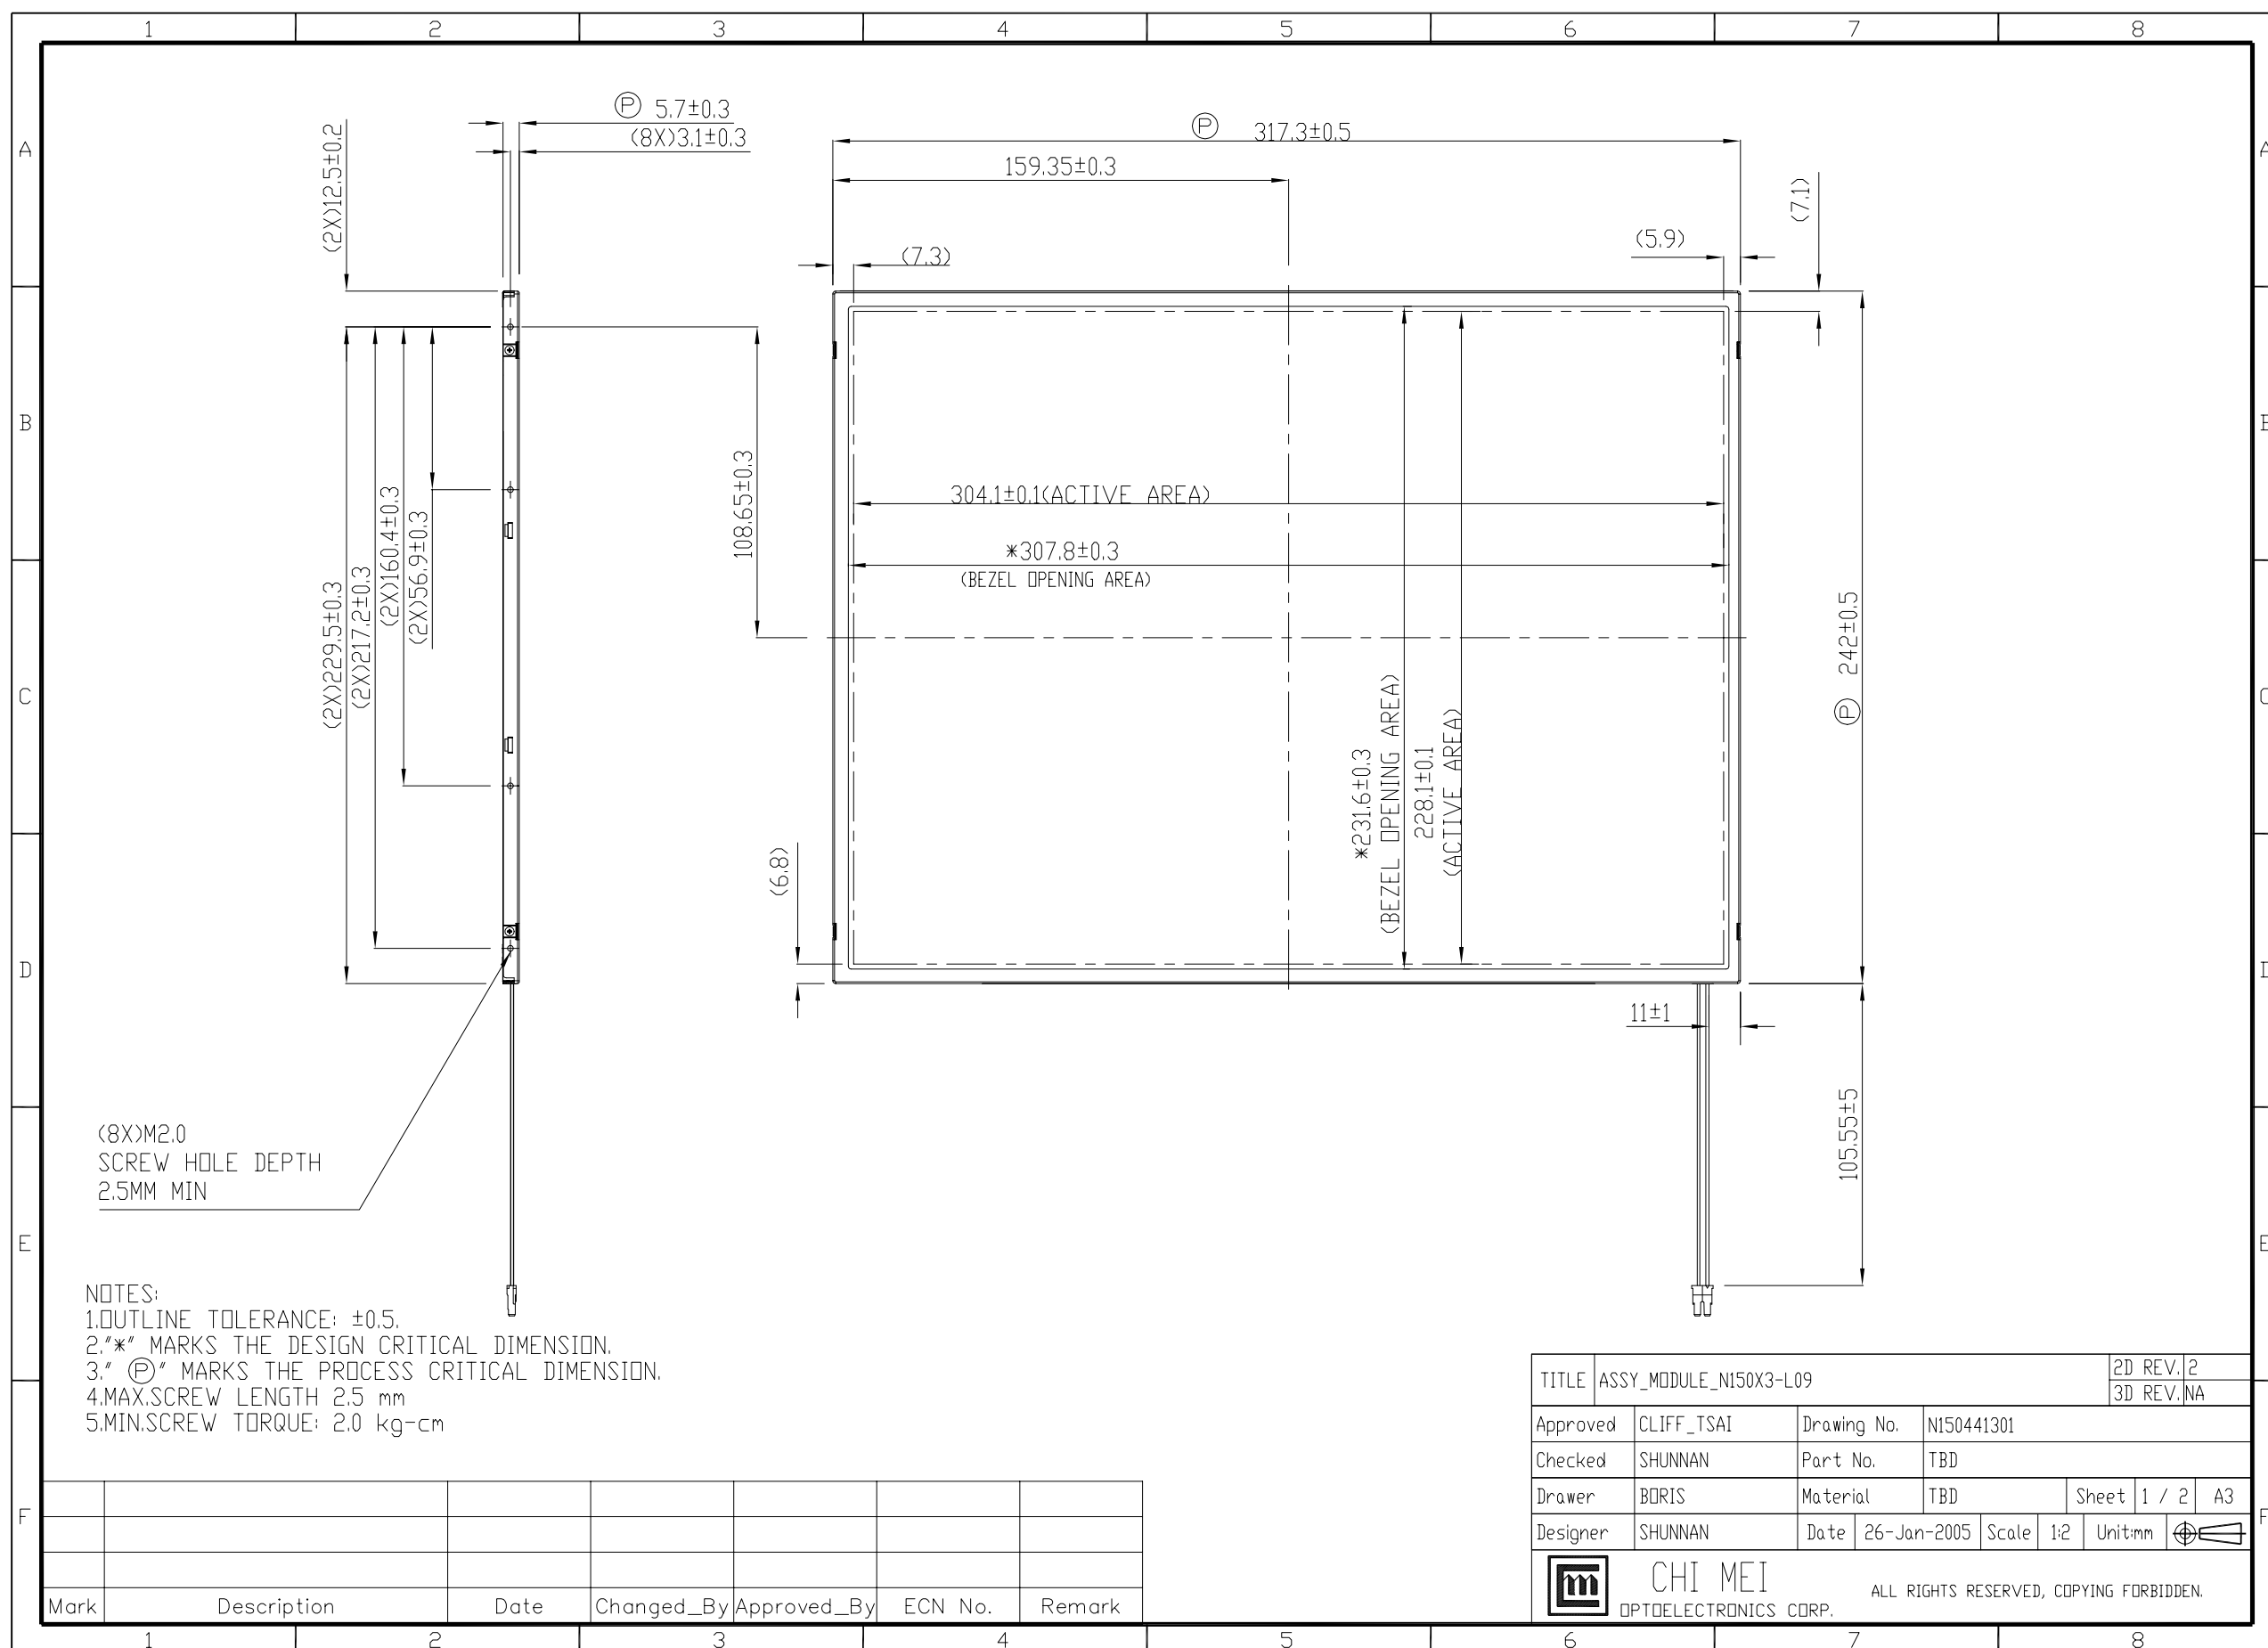 1 2 3 4 5 6 7 8
A
B
C
D
E
F
A
F
Ⓟ 5.7±0.3
(8X)3.1±0.3
(2X)12.5±0.2
Ⓟ 317.3±0.5
159.35±0.3
(7.3)
(5.9)
(7.1)
(2X)229.5±0.3
(2X)217.2±0.3
(2X)160.4±0.3
(2X)56.9±0.3
108.65±0.3
304.1±0.1(ACTIVE AREA)
*307.8±0.3
(BEZEL OPENING AREA)
*231.6±0.3
(BEZEL OPENING AREA)
228.1±0.1
(ACTIVE AREA)
Ⓟ 242±0.5
(6.8)
11±1
105.55±5
(8X)M2.0
SCREW HOLE DEPTH
2.5MM MIN
NOTES:
1.OUTLINE TOLERANCE: ±0.5.
2."*" MARKS THE DESIGN CRITICAL DIMENSION.
3." Ⓟ" MARKS THE PROCESS CRITICAL DIMENSION.
4.MAX.SCREW LENGTH 2.5 mm
5.MIN.SCREW TORQUE: 2.0 kg-cm
Mark Description Date Changed_By Approved_By ECN No. Remark
TITLE ASSY_MODULE_N150X3-L09 2D REV. 2
3D REV. NA
Approved CLIFF_TSAI Drawing No. N150441301
Checked SHUNNAN Part No. TBD
Drawer BORIS Material TBD Sheet 1 / 2 A3
Designer SHUNNAN Date 26-Jan-2005 Scale 1:2 Unit:mm
CHI MEI
OPTOELECTRONICS CORP.
ALL RIGHTS RESERVED, COPYING FORBIDDEN.
1 2 3 4 5 6 7 8